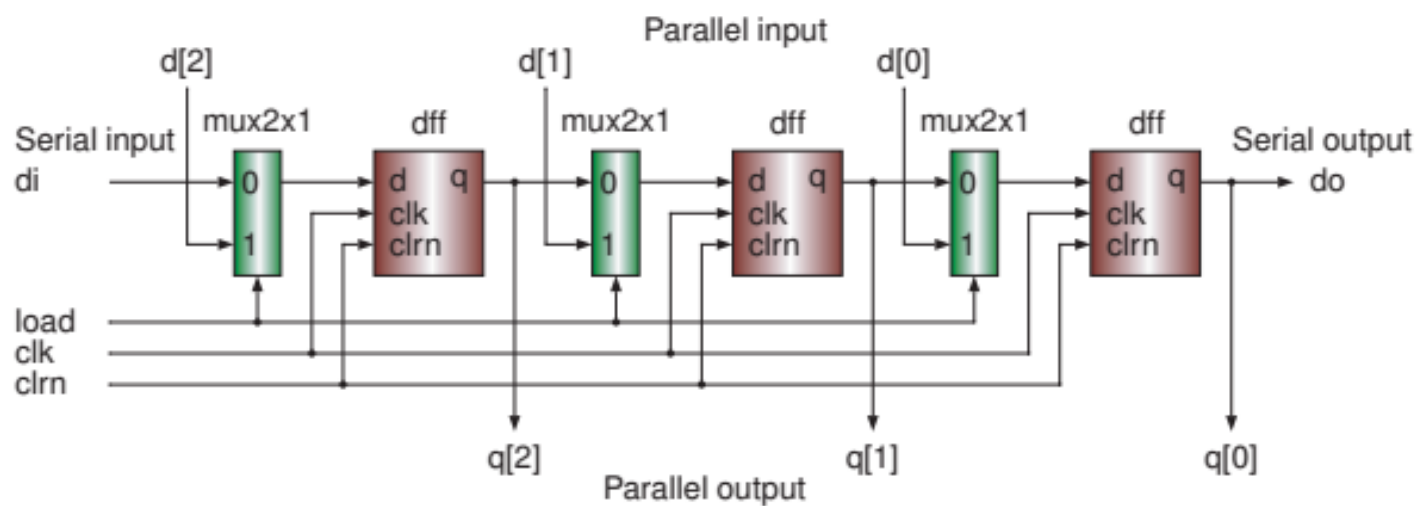 Parallel input
d[2] d[1] d[0]
mux2x1 dff mux2x1 dff mux2x1 dff
Serial input Serial output
di 0 d q 0 d q 0 d q do
clk clk clk
1 clrn 1 clrn 1 clrn
load
clk
clrn
q[2] q[1] q[0]
Parallel output